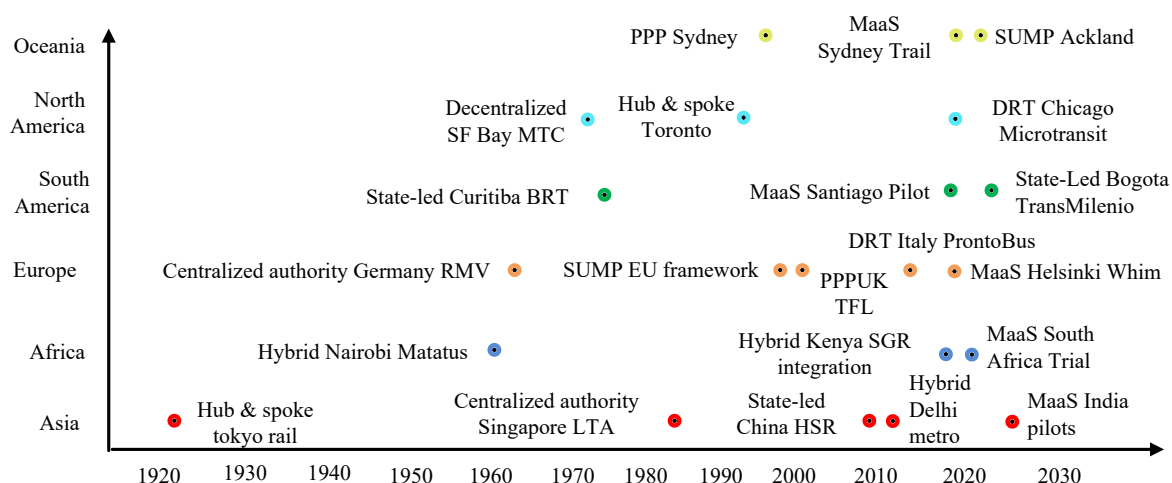 Oceania
PPP Sydney
MaaS
Sydney Trail
SUMP Ackland
North
America
Decentralized
SF Bay MTC
Hub & spoke
Toronto
DRT Chicago
Microtransit
South
America
State-led Curitiba BRT
MaaS Santiago Pilot
State-Led Bogota
TransMilenio
Europe
Centralized authority Germany RMV
SUMP EU framework
PPPUK
TFL
DRT Italy ProntoBus
MaaS Helsinki Whim
Africa
Hybrid Nairobi Matatus
Hybrid Kenya SGR
integration
MaaS South
Africa Trial
Asia
Hub & spoke
tokyo rail
Centralized authority
Singapore LTA
State-led
China HSR
Hybrid
Delhi
metro
MaaS India
pilots
1920 1930 1940 1950 1960 1970 1980 1990 2000 2010 2020 2030